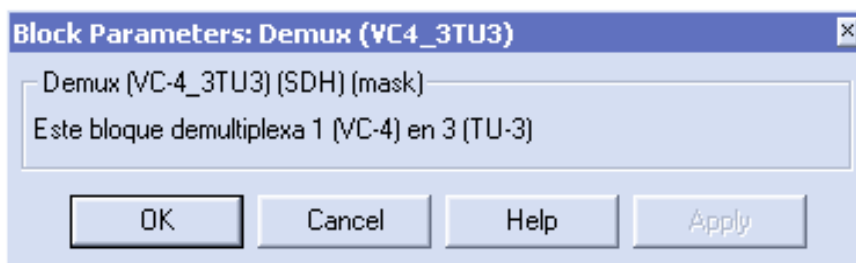 Block Parameters: Demux (VC4_3TU3)
Demux (VC-4_3TU3) (SDH) (mask)
Este bloque demultiplexa 1 (VC-4) en 3 (TU-3)
OK Cancel Help Apply